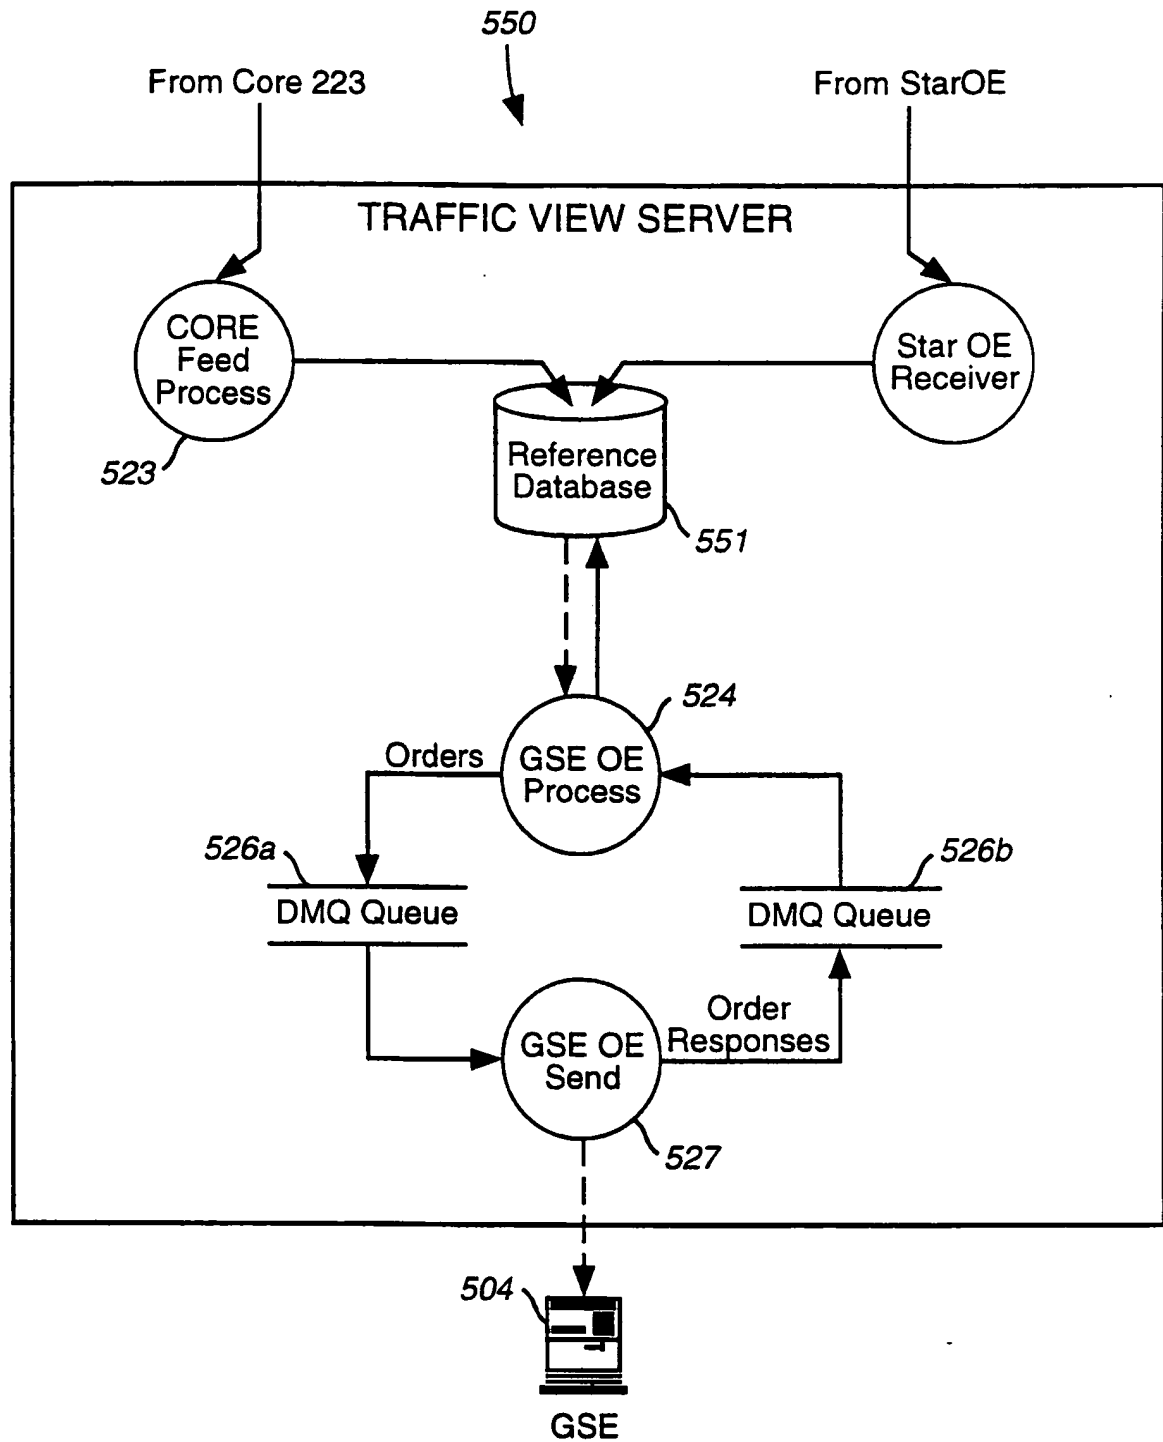 550
From Core 223
From StarOE
TRAFFIC VIEW SERVER
CORE
Feed
Process
523
Star OE
Receiver
Reference
Database
551
524
GSE OE
Process
Orders
526a
DMQ Queue
526b
DMQ Queue
GSE OE
Send
Order
Responses
527
504
GSE